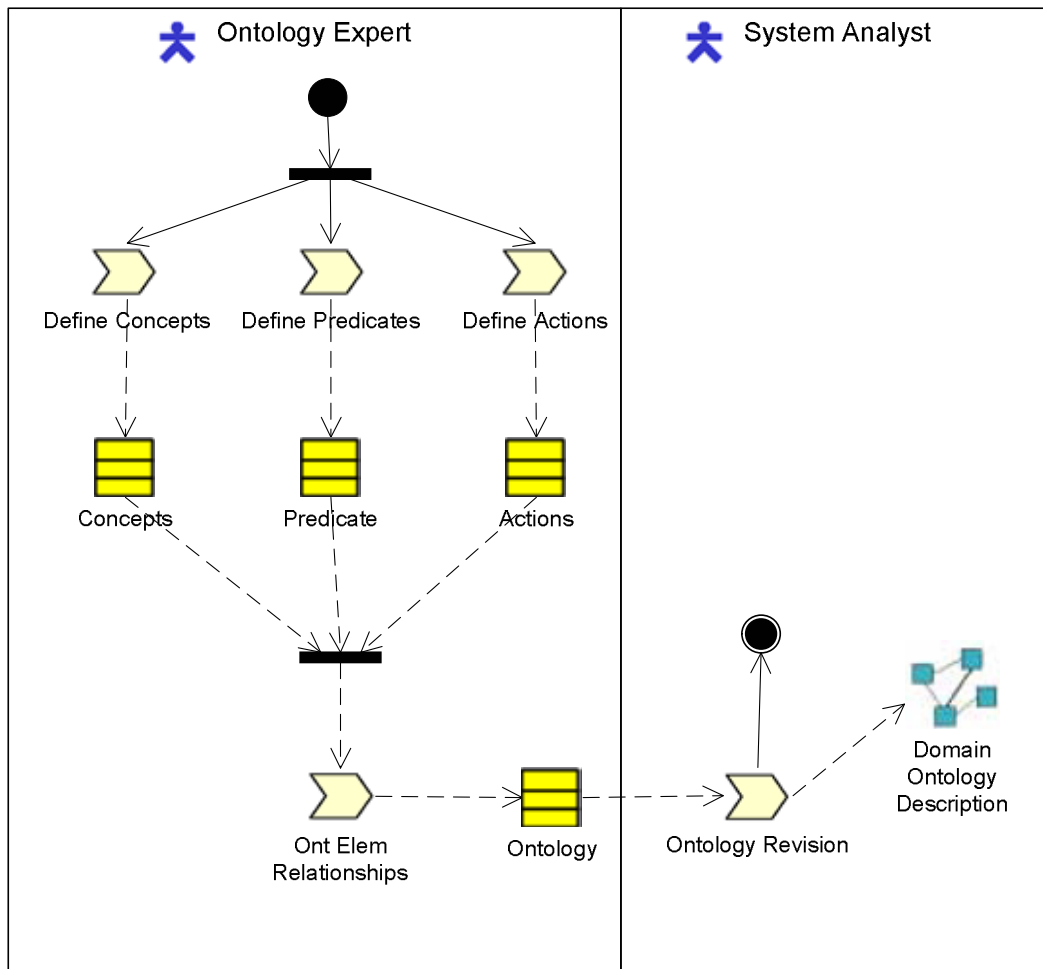 Ontology Expert
System Analyst
Define Concepts
Define Predicates
Define Actions
Concepts
Predicate
Actions
Domain
Ontology
Description
Ont Elem
Relationships
Ontology
Ontology Revision